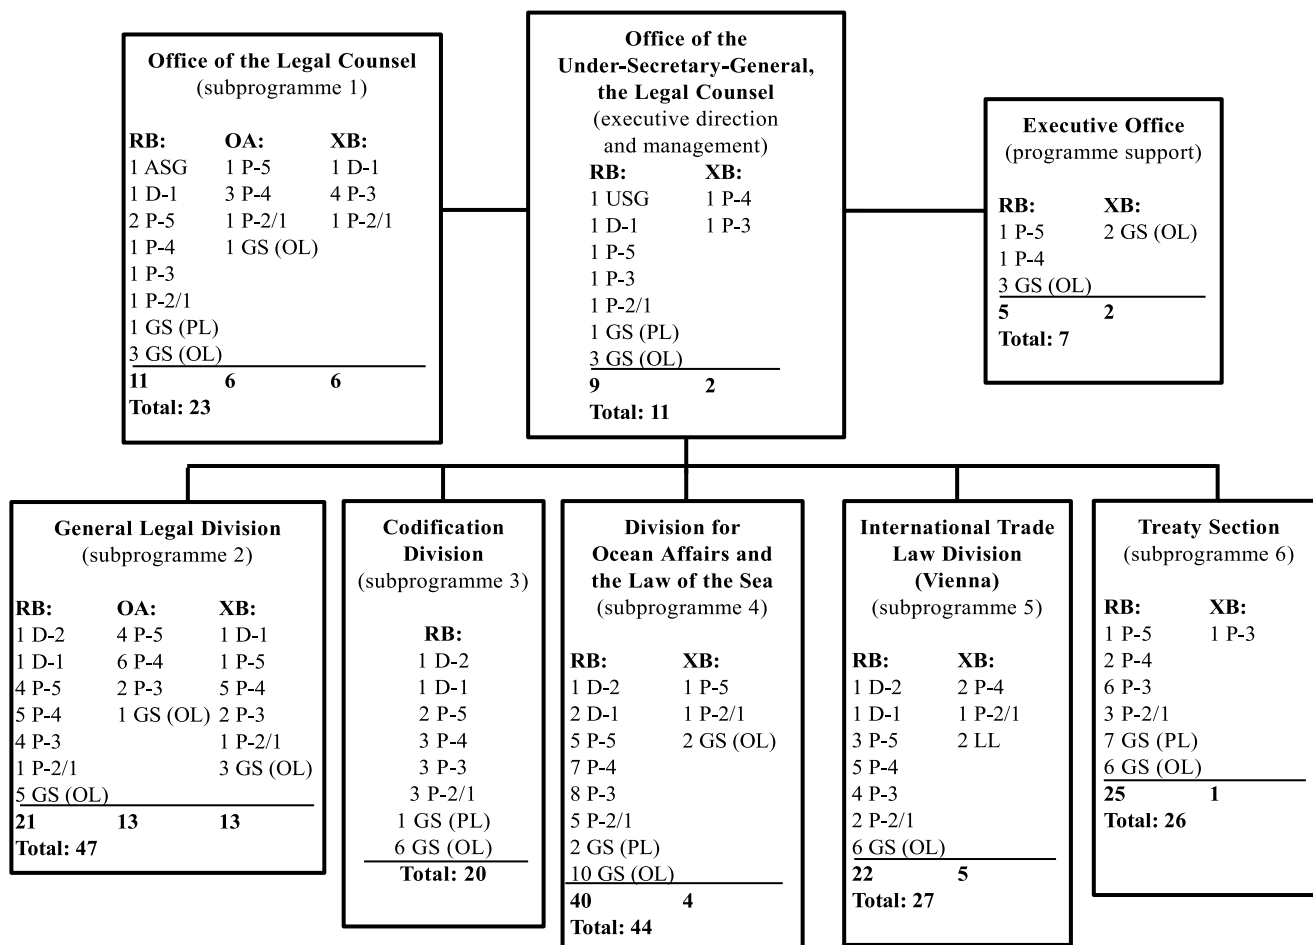 Office of the Legal Counsel
(subprogramme 1)
RB: OA: XB:
1 ASG 1 P-5 1 D-1
1 D-1 3 P-4 4 P-3
2 P-5 1 P-2/1 1 P-2/1
1 P-4 1 GS (OL)
1 P-3
1 P-2/1
1 GS (PL)
3 GS (OL)
11 6 6
Total: 23
Office of the
Under-Secretary-General,
the Legal Counsel
(executive direction
and management)
RB: XB:
1 USG 1 P-4
1 D-1 1 P-3
1 P-5
1 P-3
1 P-2/1
1 GS (PL)
3 GS (OL)
9 2
Total: 11
Executive Office
(programme support)
RB: XB:
1 P-5 2 GS (OL)
1 P-4
3 GS (OL)
5 2
Total: 7
General Legal Division
(subprogramme 2)
RB: OA: XB:
1 D-2 4 P-5 1 D-1
1 D-1 6 P-4 1 P-5
4 P-5 2 P-3 5 P-4
5 P-4 1 GS (OL) 2 P-3
4 P-3 1 P-2/1
1 P-2/1 3 GS (OL)
5 GS (OL)
21 13 13
Total: 47
Codification
Division
(subprogramme 3)
RB:
1 D-2
1 D-1
2 P-5
3 P-4
3 P-3
3 P-2/1
1 GS (PL)
6 GS (OL)
Total: 20
Division for
Ocean Affairs and
the Law of the Sea
(subprogramme 4)
RB: XB:
1 D-2 1 P-5
2 D-1 1 P-2/1
5 P-5 2 GS (OL)
7 P-4
8 P-3
5 P-2/1
2 GS (PL)
10 GS (OL)
40 4
Total: 44
International Trade
Law Division
(Vienna)
(subprogramme 5)
RB: XB:
1 D-2 2 P-4
1 D-1 1 P-2/1
3 P-5 2 LL
5 P-4
4 P-3
2 P-2/1
6 GS (OL)
22 5
Total: 27
Treaty Section
(subprogramme 6)
RB: XB:
1 P-5 1 P-3
2 P-4
6 P-3
3 P-2/1
7 GS (PL)
6 GS (OL)
25 1
Total: 26